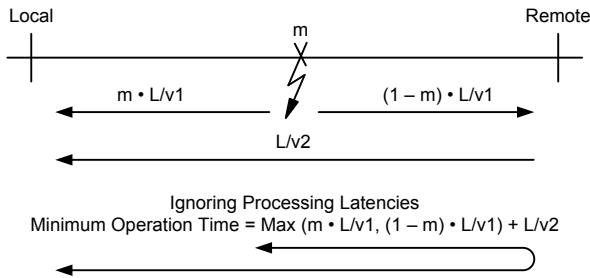 Local
Remote
m
m • L/v1
(1 – m) • L/v1
L/v2
Ignoring Processing Latencies
Minimum Operation Time = Max (m • L/v1, (1 – m) • L/v1) + L/v2